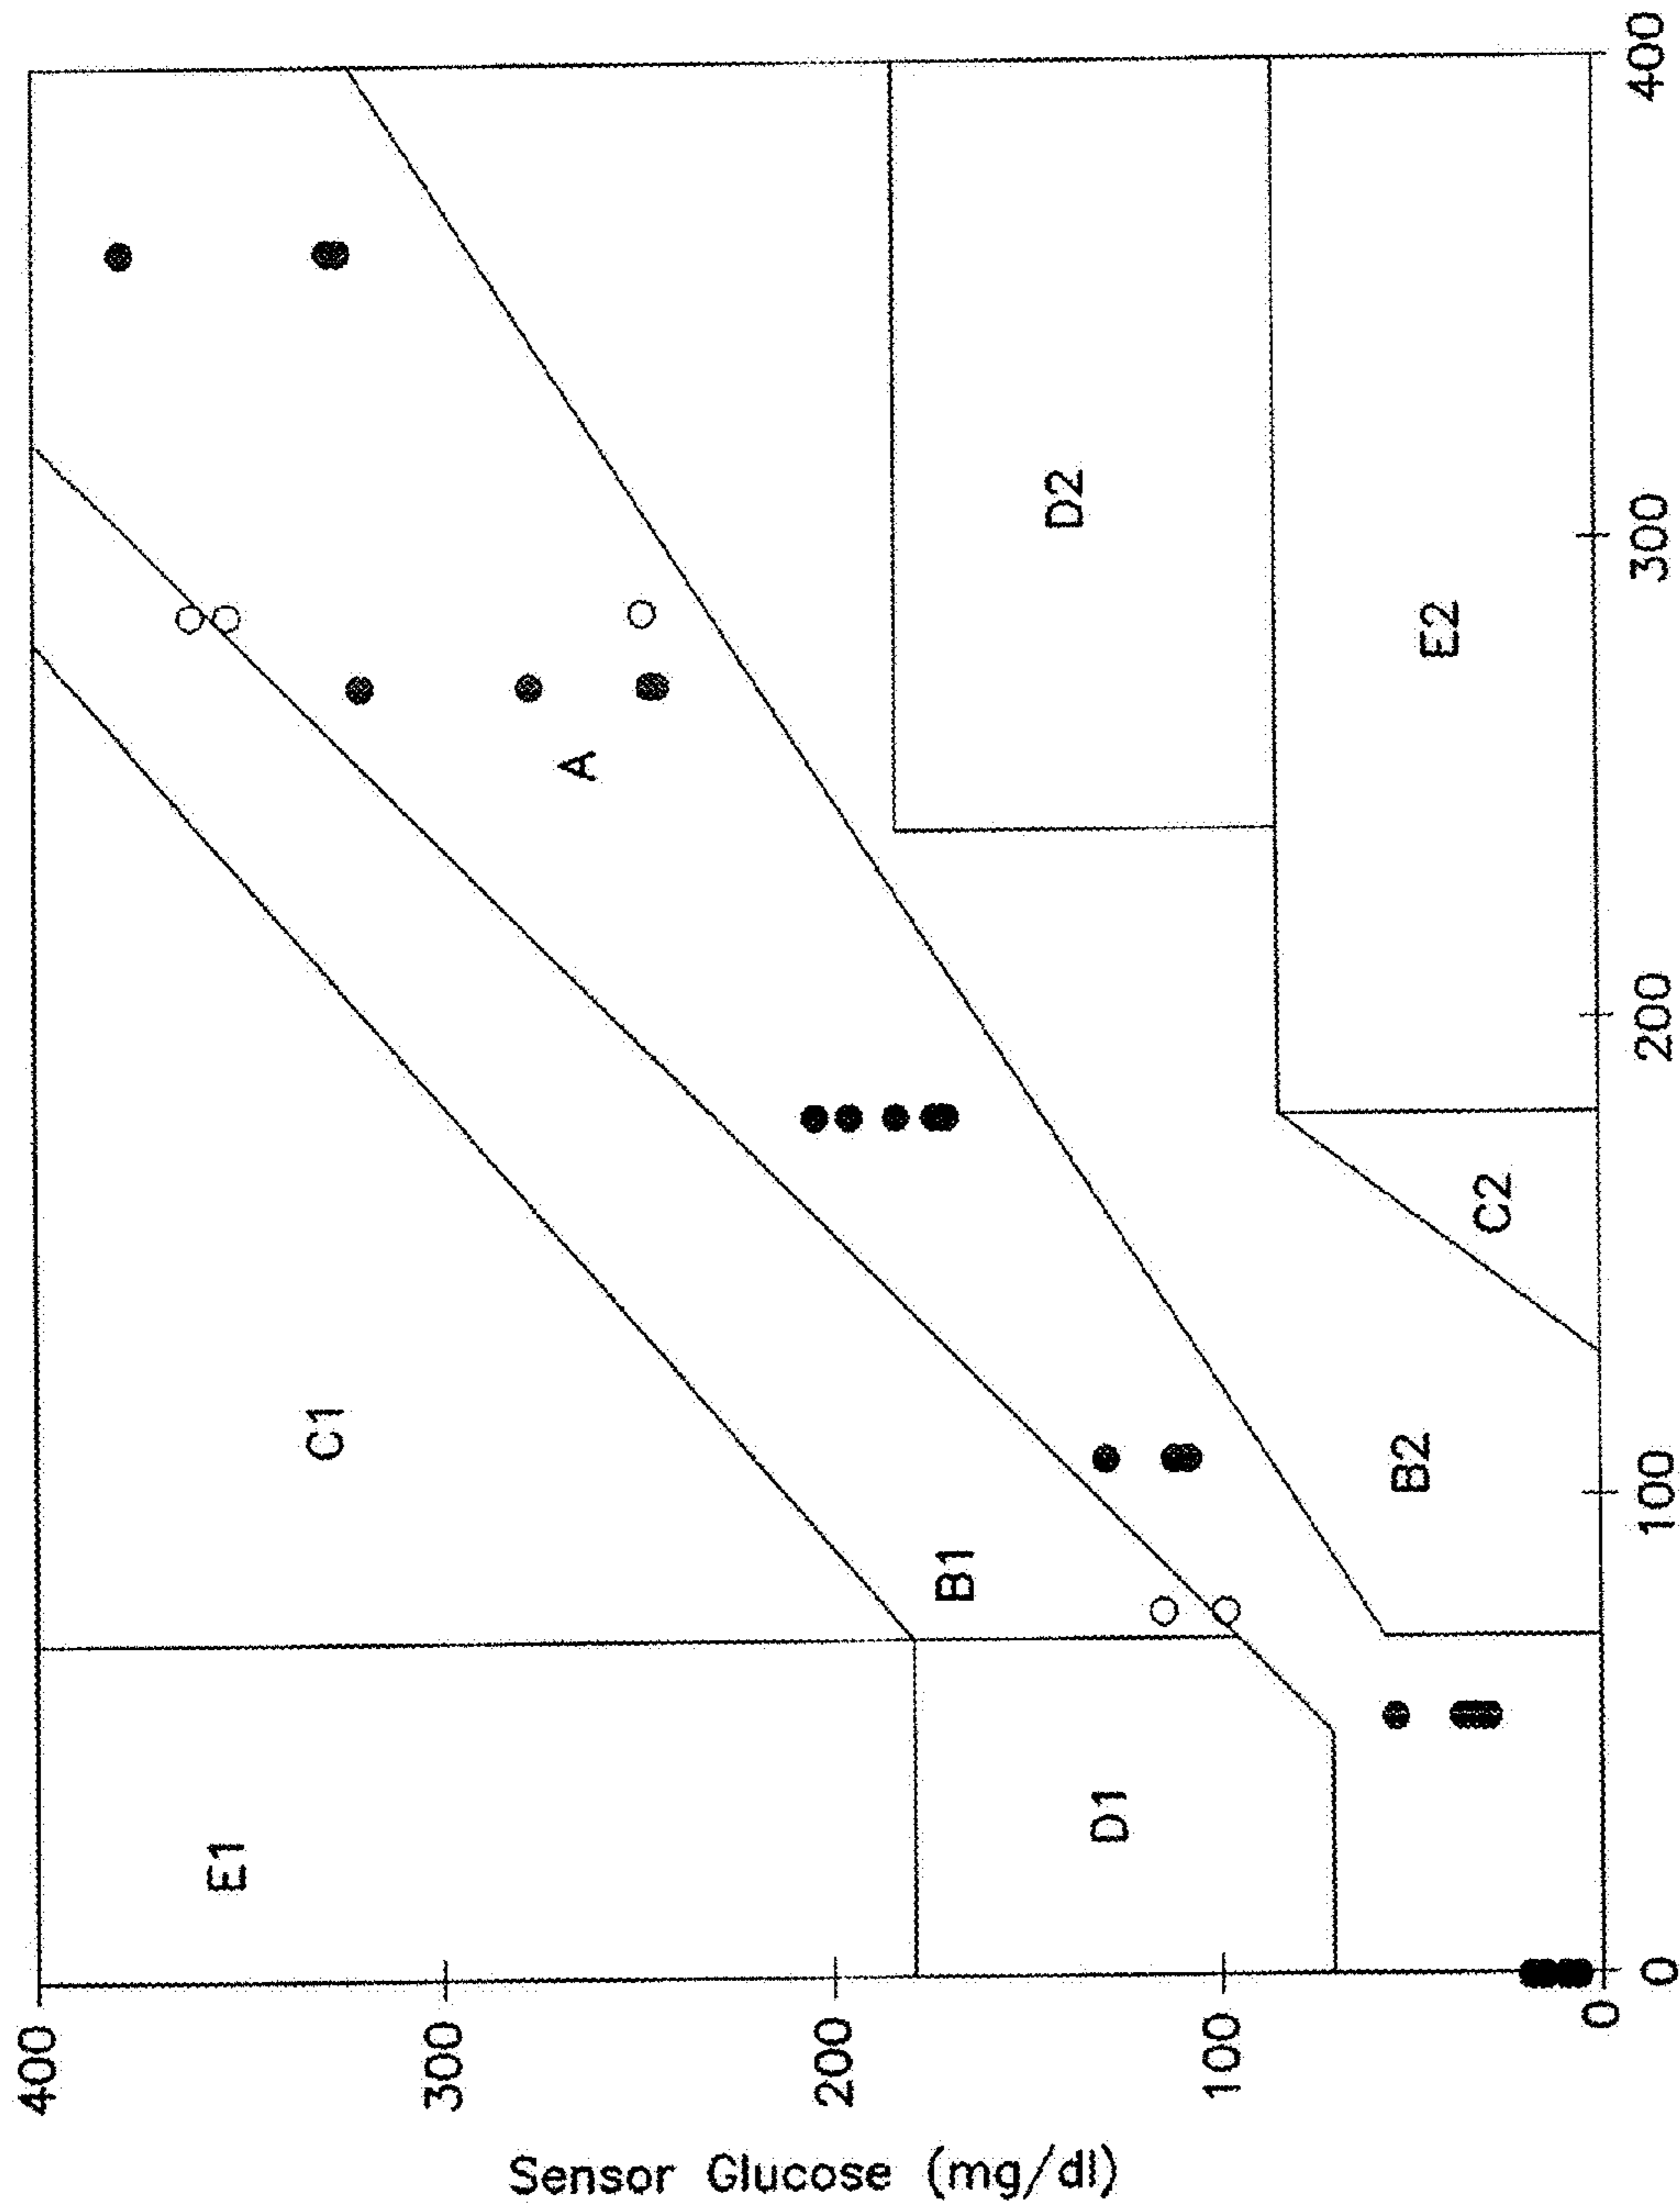 Sensor Glucose (mg/dl)
400
300
200
100
0
E1
C1
A
D1
B1
D2
B2
C2
E2
0
100
200
300
400